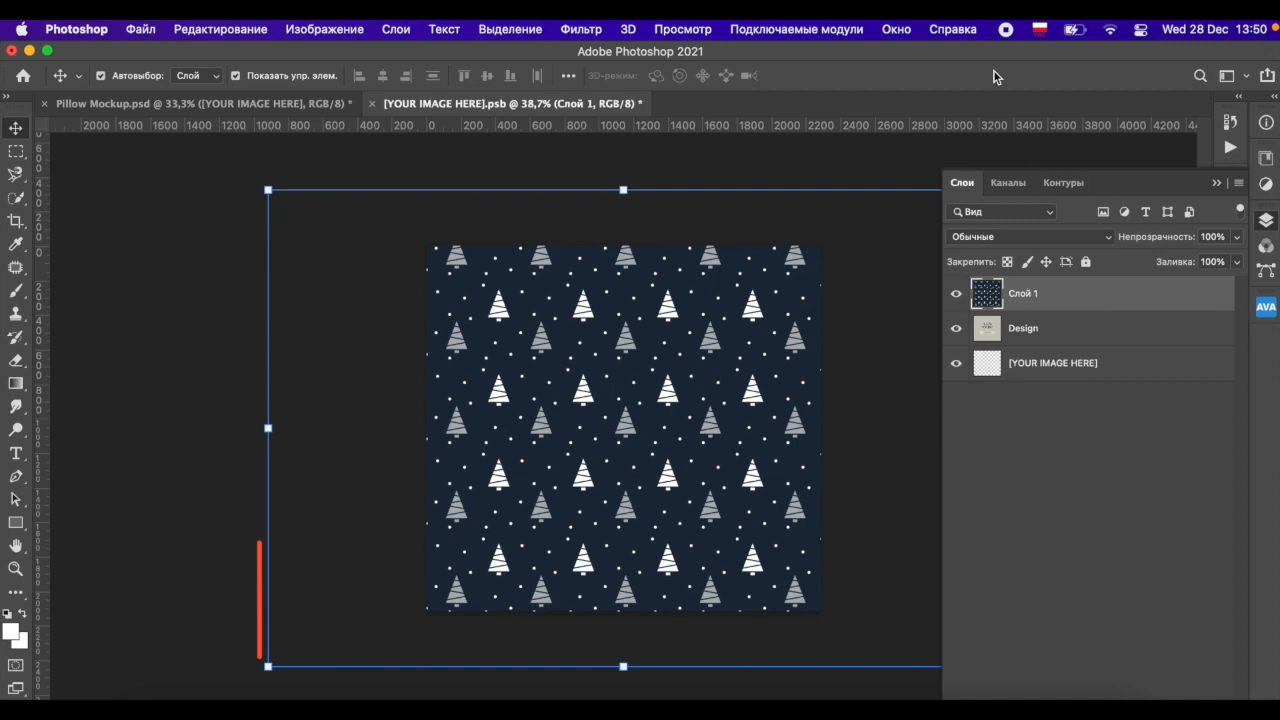 Photoshop Файл Редактирование Изображение Слои Текст Выделение Фильтр 3D Просмотр Подключаемые модули Окно Справка Wed 28 Dec 13:50
Adobe Photoshop 2021
Автовыбор: Слой Показать упр. элем. 3D-режим:
Pillow Mockup.psd @ 33,3% ([YOUR IMAGE HERE], RGB/8) * [YOUR IMAGE HERE].psb @ 38,7% (Слой 1, RGB/8) *
2000 1800 1600 1400 1200 1000 800 600 400 200 0 200 400 600 800 1000 1200 1400 1600 1800 2000 2200 2400 2600 2800 3000 3200 3400 3600 3800 4000 4200
Слои Каналы Контуры
Вид
Обычные Непрозрачность: 100%
Закрепить: Заливка: 100%
Слой 1
AVA
Design
[YOUR IMAGE HERE]